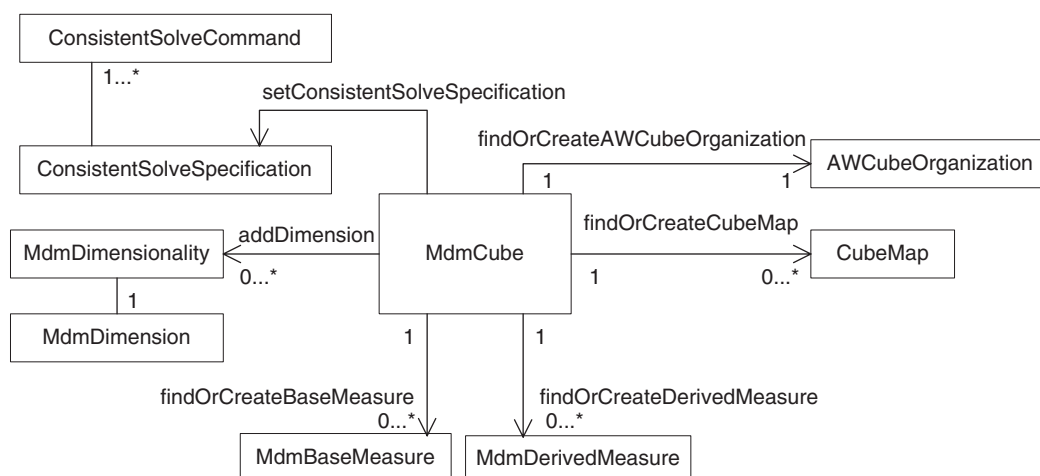 ConsistentSolveCommand
1...*
setConsistentSolveSpecification
ConsistentSolveSpecification
findOrCreateAWCubeOrganization
1
1
AWCubeOrganization
MdmDimensionality
addDimension
0...*
MdmCube
findOrCreateCubeMap
1
0...*
CubeMap
1
MdmDimension
1
1
findOrCreateBaseMeasure
0...*
findOrCreateDerivedMeasure
0...*
MdmBaseMeasure
MdmDerivedMeasure